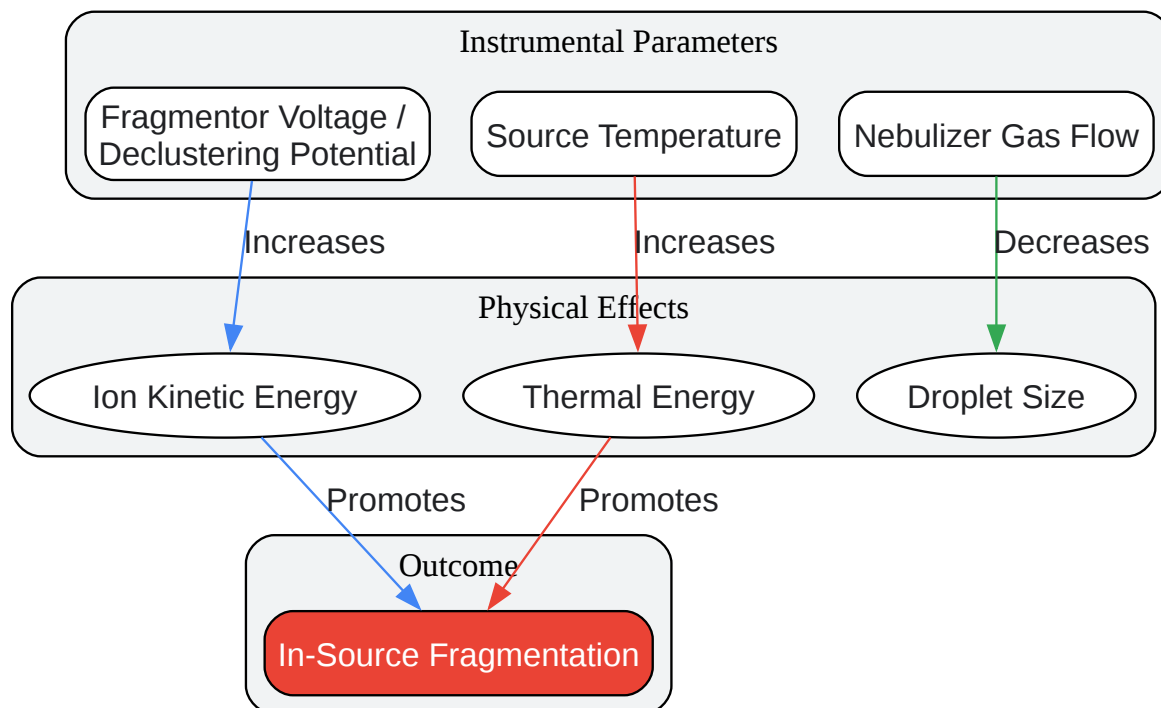 Instrumental Parameters
Fragmentor Voltage /
Declustering Potential
Source Temperature
Nebulizer Gas Flow
Increases
Increases
Decreases
Physical Effects
Ion Kinetic Energy
Thermal Energy
Droplet Size
Promotes
Promotes
Outcome
In-Source Fragmentation